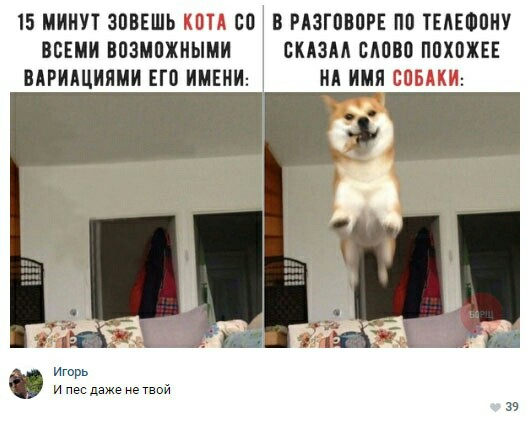 15 МИНУТ ЗОВЕШЬ КОТА СО
ВСЕМИ ВОЗМОЖНЫМИ
ВАРИАЦИЯМИ ЕГО ИМЕНИ:
В РАЗГОВОРЕ ПО ТЕЛЕФОНУ
СКАЗАЛ СЛОВО ПОХОЖЕЕ
НА ИМЯ СОБАКИ:
Игорь
И пес даже не твой
39